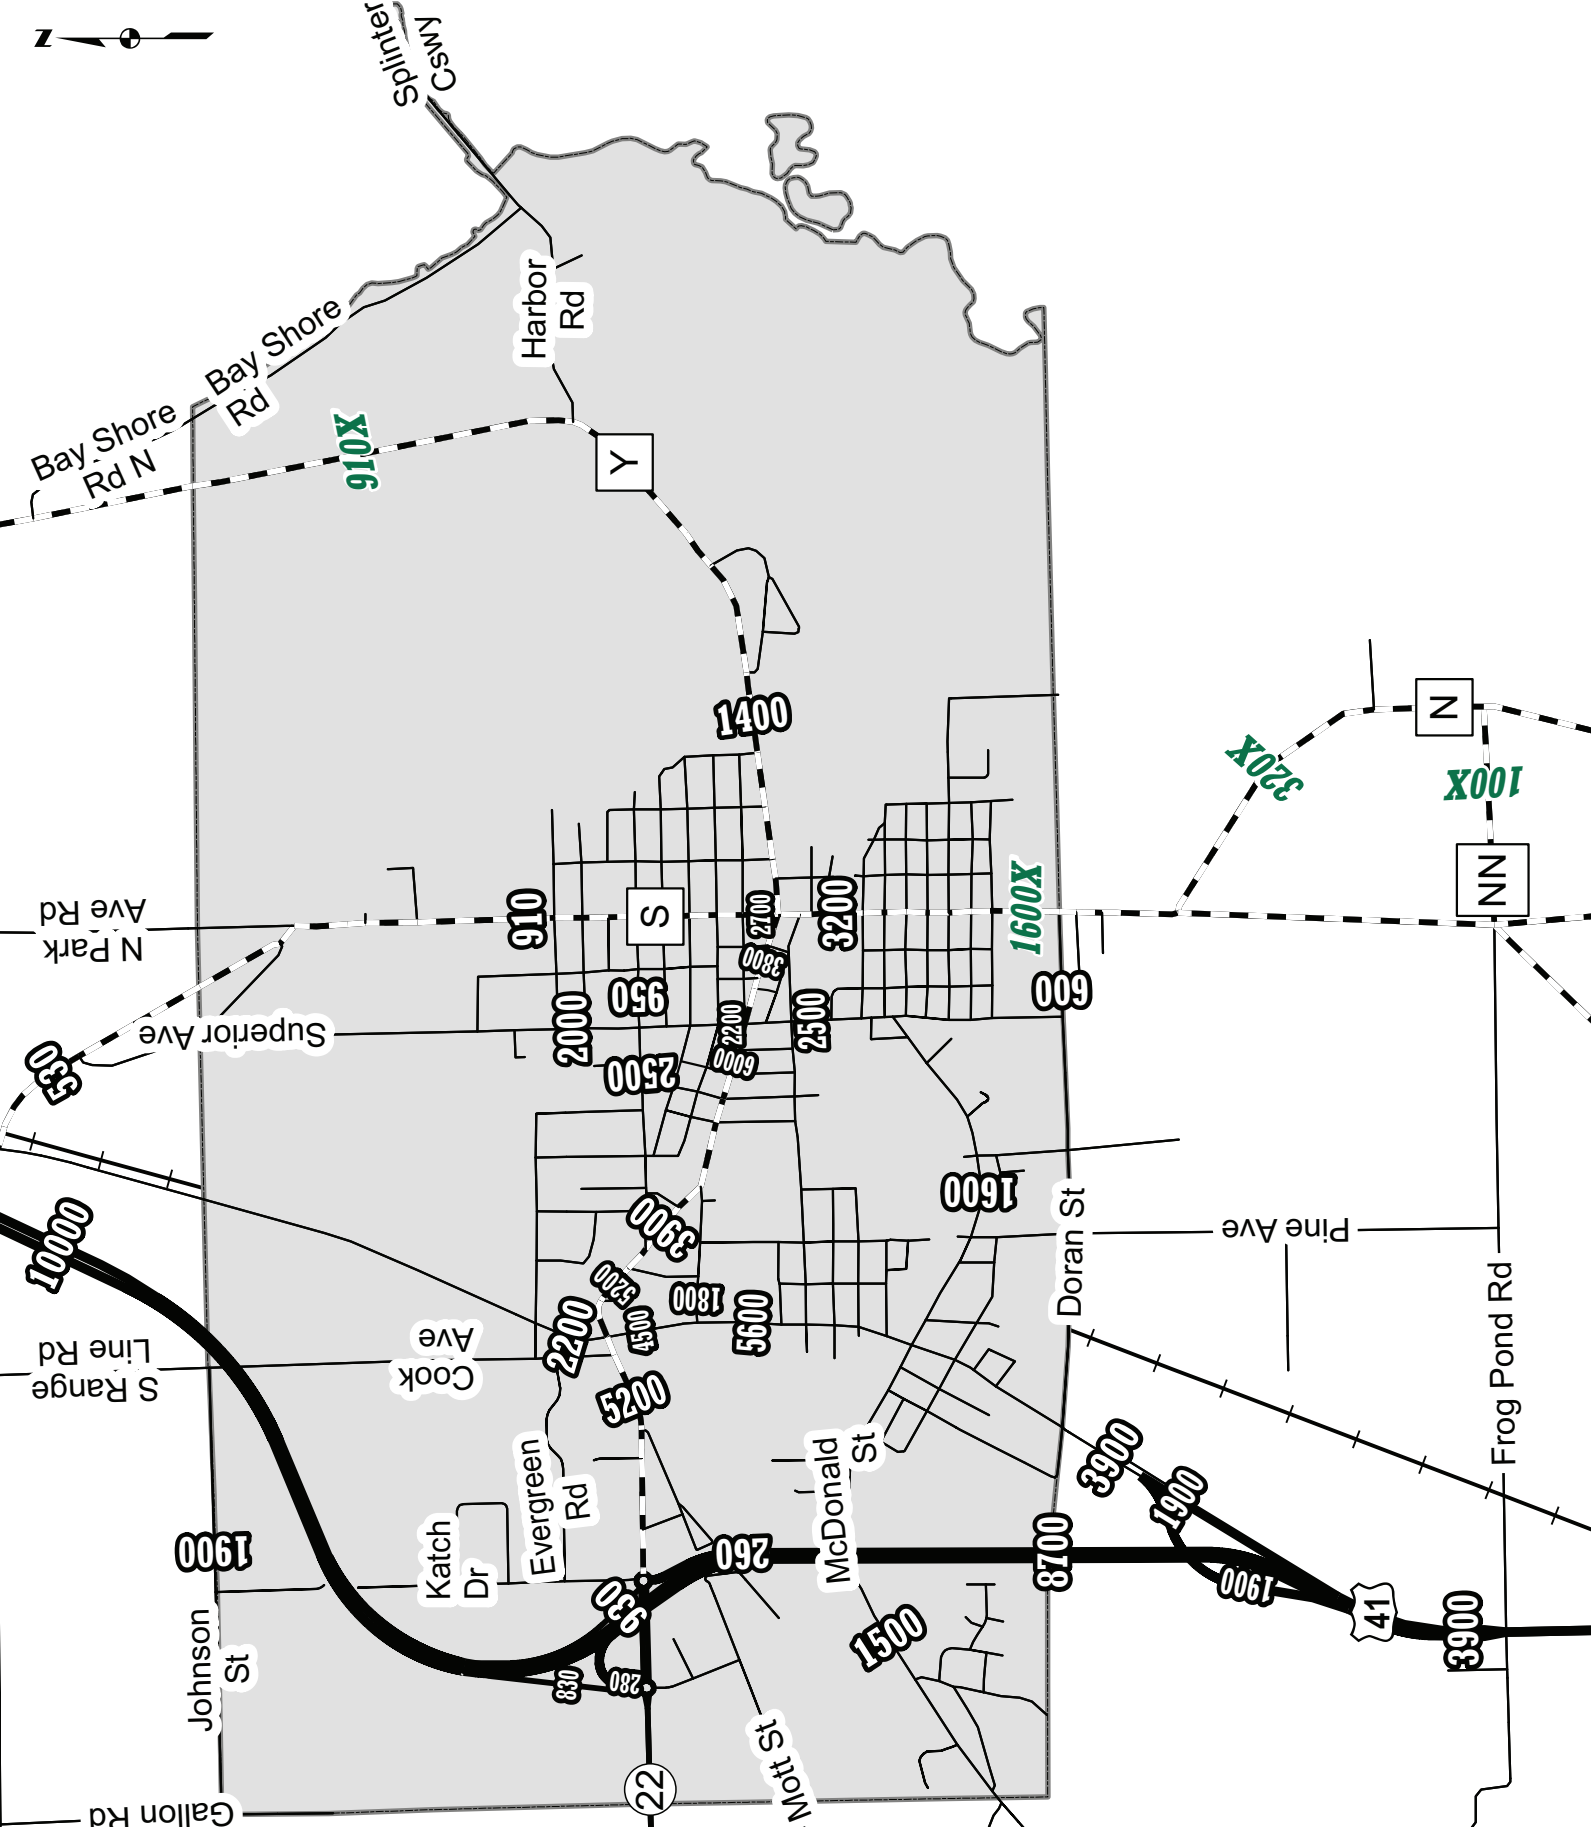 Splinter
Cswy
N
Harbor
Rd
Bay Shore
Rd
Bay Shore
Rd N
910X
Y
1400
N
320X
100X
NN
N Park
Ave Rd
910
S
2700
3200
1600X
3800
950
600
2000
2200
2500
Superior Ave
530
2500
6000
1600
Doran St
Pine Ave
3900
10000
5200
1800
4500
5600
2200
S Range
Line Rd
Cook
Ave
5200
Frog Pond Rd
Evergreen
Rd
McDonald
St
3900
1900
1900
Katch
Dr
260
8700
930
1900
41
3900
Johnson
St
830
280
1500
Mott St
22
Gallon Rd